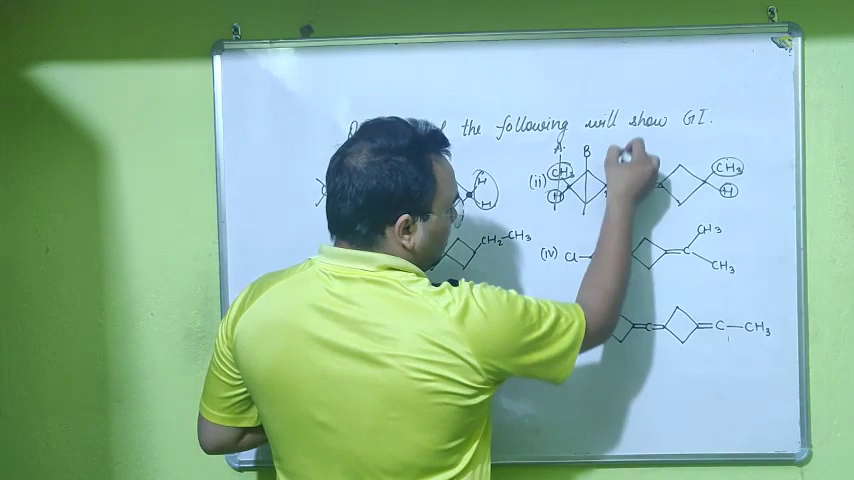 the following will show GI.
A B
(ii) CH₃ H CH₃ H
H H
CH₂—CH₃
(iv) Cl— CH₃ CH₃
=C= =C—CH₃